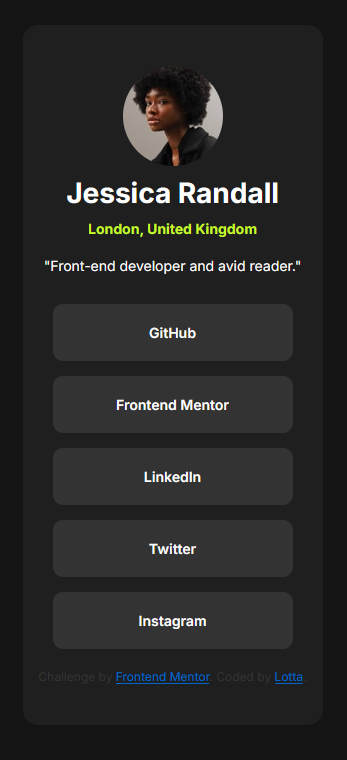 Jessica Randall
London, United Kingdom
"Front-end developer and avid reader."
GitHub
Frontend Mentor
LinkedIn
Twitter
Instagram
Challenge by Frontend Mentor. Coded by Lotta.